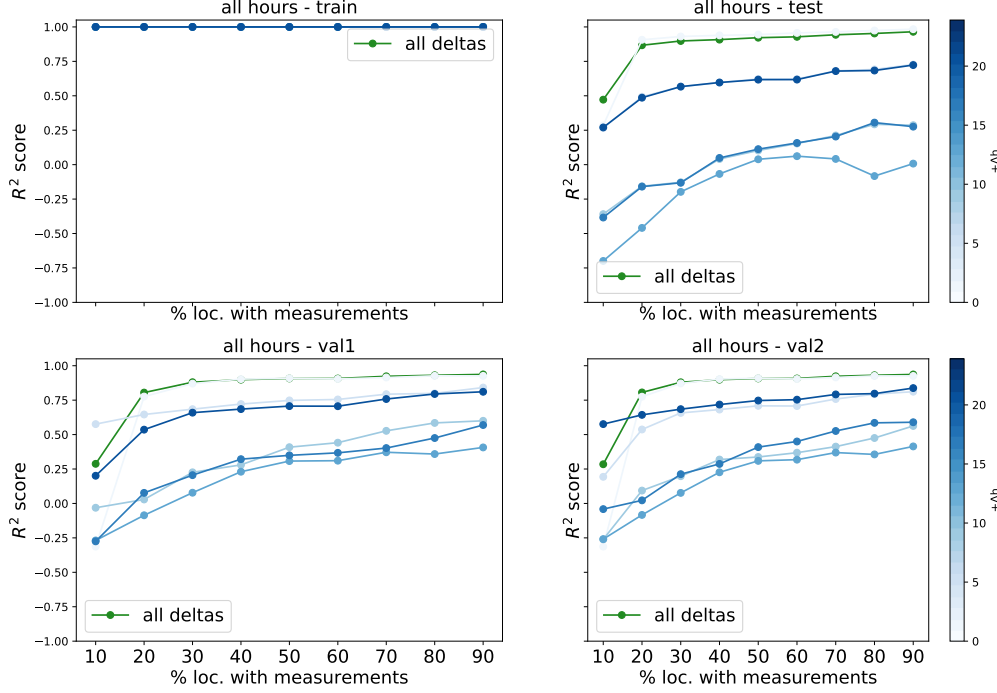 all hours - train
all hours - test
1.00
0.75
0.50
0.25
0.00
−0.25
−0.50
−0.75
−1.00
R² score
all deltas
% loc. with measurements
R² score
all deltas
% loc. with measurements
20
15
10
5
0
+Δh
all hours - val1
all hours - val2
1.00
0.75
0.50
0.25
0.00
−0.25
−0.50
−0.75
−1.00
R² score
all deltas
10 20 30 40 50 60 70 80 90
% loc. with measurements
R² score
all deltas
10 20 30 40 50 60 70 80 90
% loc. with measurements
20
15
10
5
0
+Δh